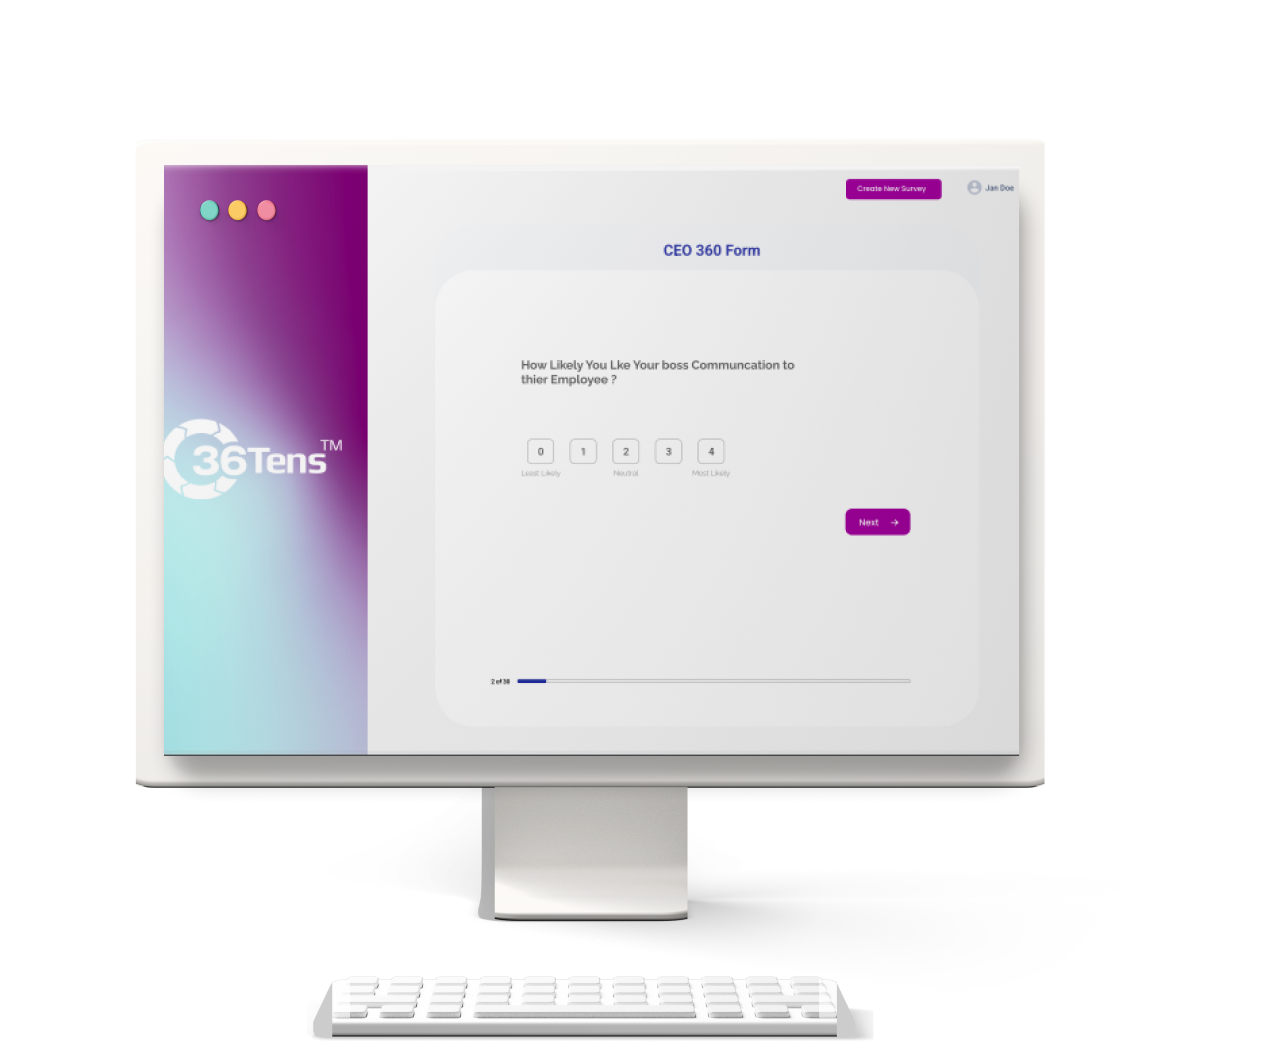 Create New Survey
Jan Doe
CEO 360 Form
How Likely You Lke Your boss Communcation to
thier Employee ?
36Tens™
0 1 2 3 4
Least Likely Neutral Most Likely
Next
2 of 38